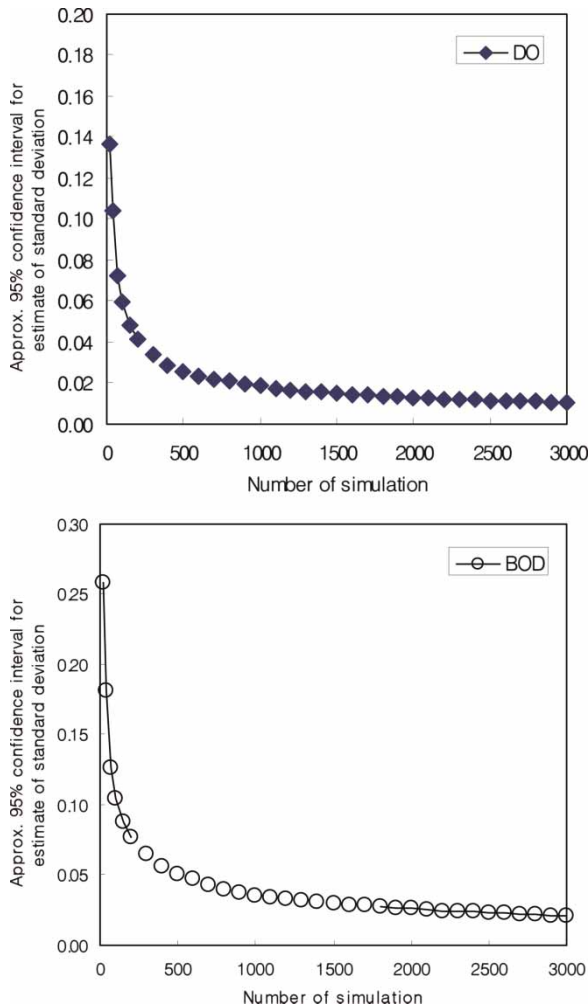 0.20
0.18
0.16
0.14
0.12
0.10
0.08
0.06
0.04
0.02
0.00
Approx. 95% confidence interval for
estimate of standard deviation
DO
0 500 1000 1500 2000 2500 3000
Number of simulation
0.30
0.25
0.20
0.15
0.10
0.05
0.00
Approx. 95% confidence interval for
estimate of standard deviation
BOD
0 500 1000 1500 2000 2500 3000
Number of simulation